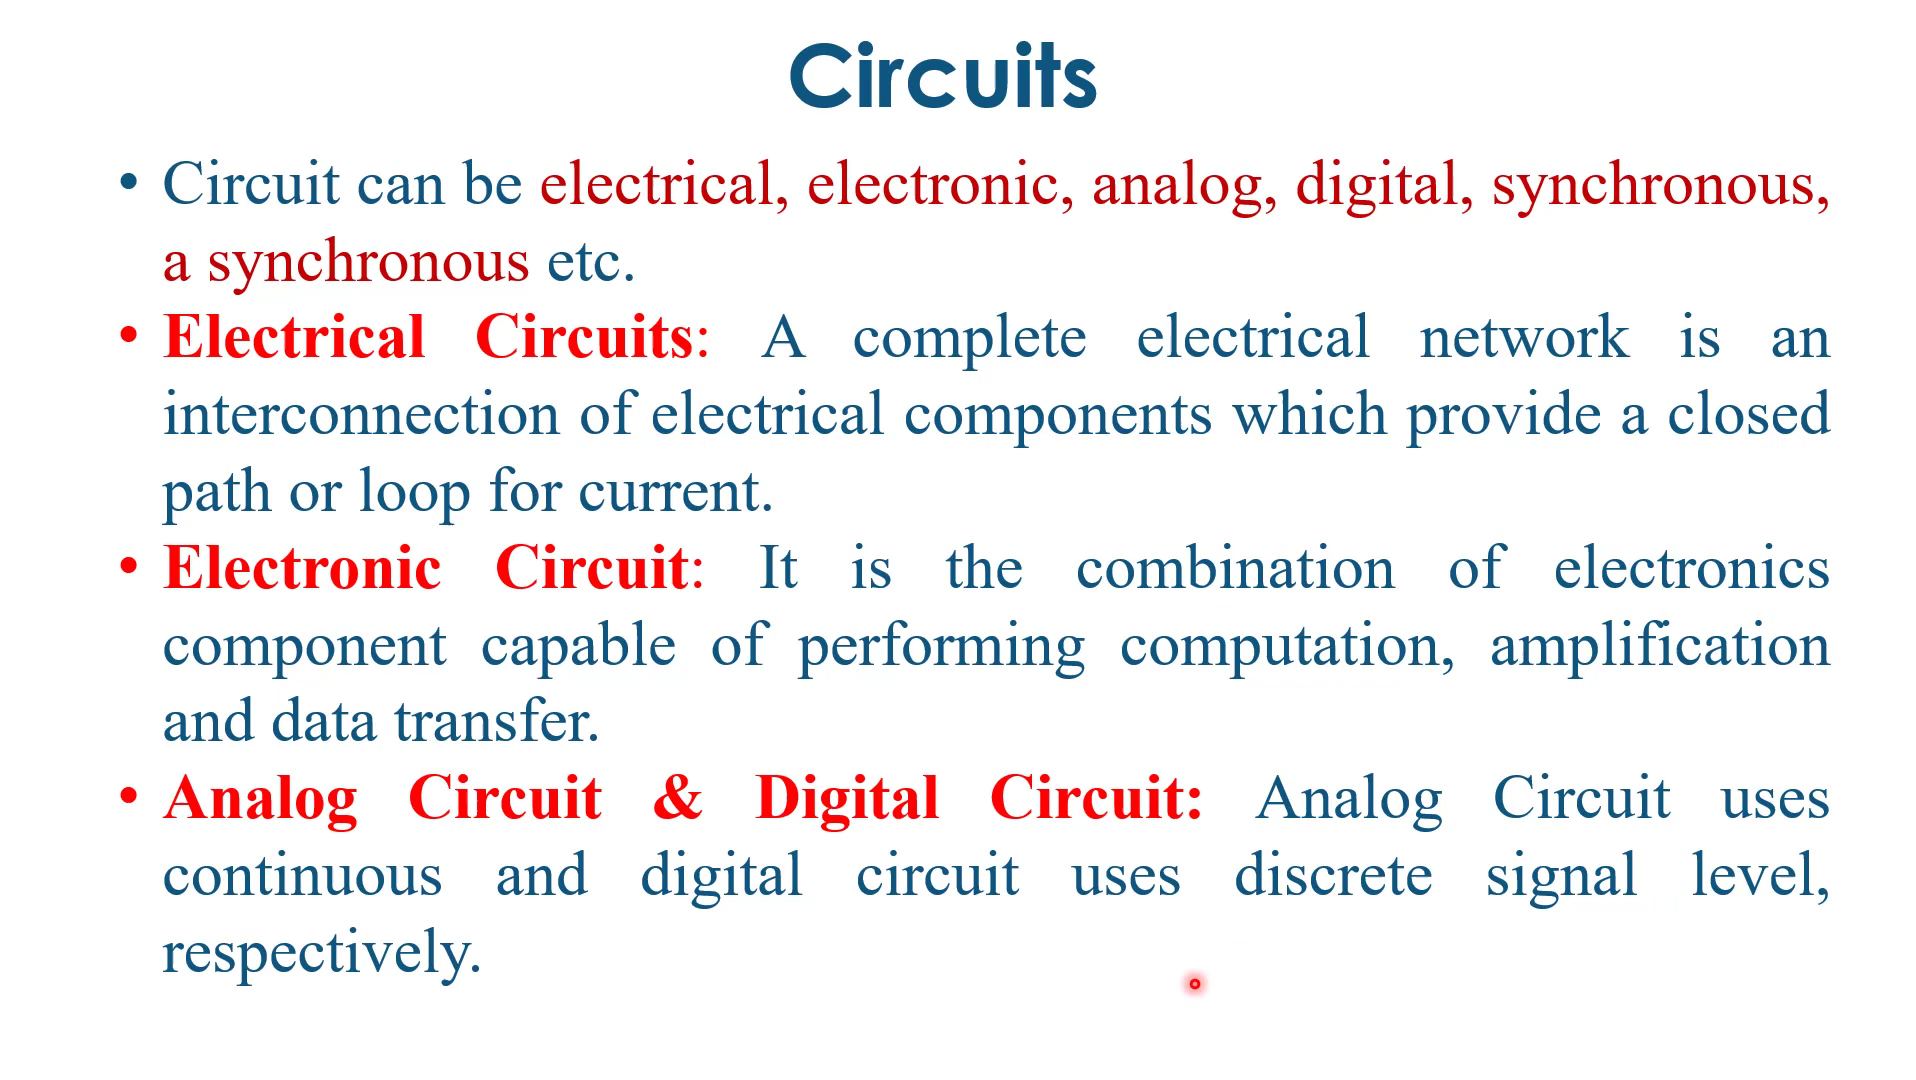 Circuits
• Circuit can be electrical, electronic, analog, digital, synchronous,
a synchronous etc.
• Electrical Circuits: A complete electrical network is an
interconnection of electrical components which provide a closed
path or loop for current.
• Electronic Circuit: It is the combination of electronics
component capable of performing computation, amplification
and data transfer.
• Analog Circuit & Digital Circuit: Analog Circuit uses
continuous and digital circuit uses discrete signal level,
respectively.